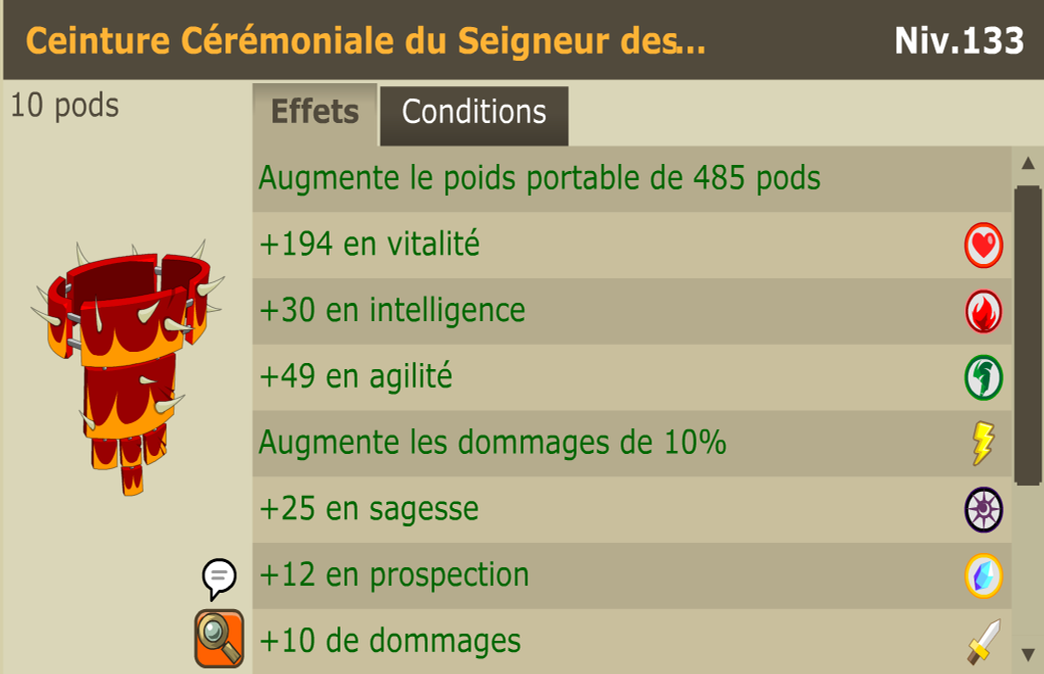 Ceinture Cérémoniale du Seigneur des...
Niv.133
10 pods
Effets
Conditions
Augmente le poids portable de 485 pods
+194 en vitalité
+30 en intelligence
+49 en agilité
Augmente les dommages de 10%
+25 en sagesse
+12 en prospection
+10 de dommages